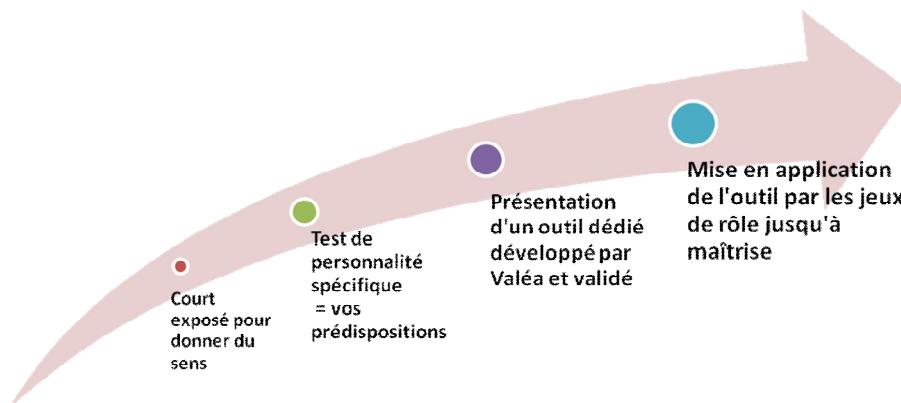 Court
exposé pour
donner du
sens
Test de
personnalité
spécifique
= vos
prédispositions
Présentation
d'un outil dédié
développé par
Valéa et validé
Mise en application
de l'outil par les jeux
de rôle jusqu'à
maîtrise